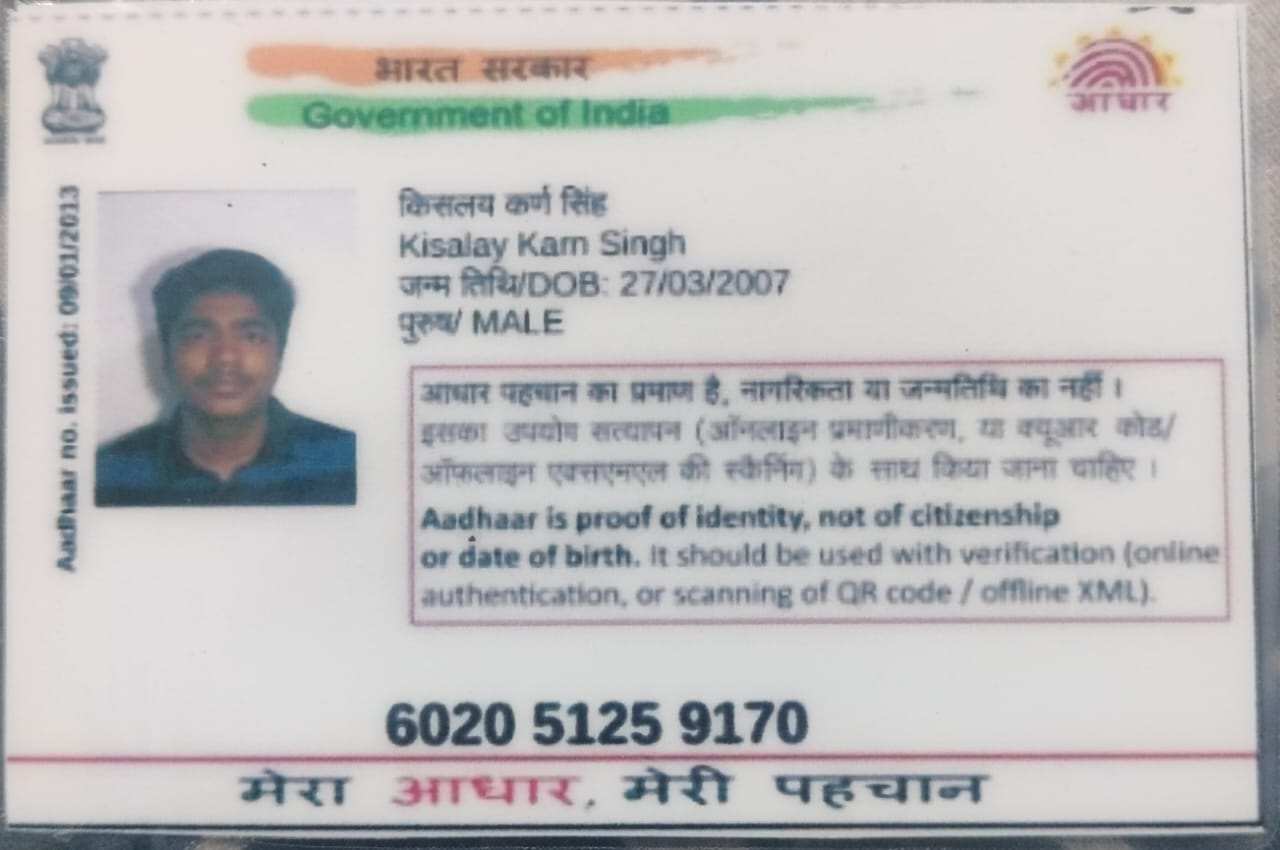 भारत सरकार
Government of India
आधार
Aadhaar no. issued: 09/01/2013
किसलय कर्ण सिंह
Kisalay Karn Singh
जन्म तिथि/DOB: 27/03/2007
पुरुष/ MALE
आधार पहचान का प्रमाण है, नागरिकता या जन्मतिथि का नहीं ।
इसका उपयोग सत्यापन (ऑनलाइन प्रमाणीकरण, या क्यूआर कोड/
ऑफ़लाइन एक्सएमएल की स्कैनिंग) के साथ किया जाना चाहिए ।
Aadhaar is proof of identity, not of citizenship
or date of birth. It should be used with verification (online
authentication, or scanning of QR code / offline XML).
6020 5125 9170
मेरा आधार, मेरी पहचान